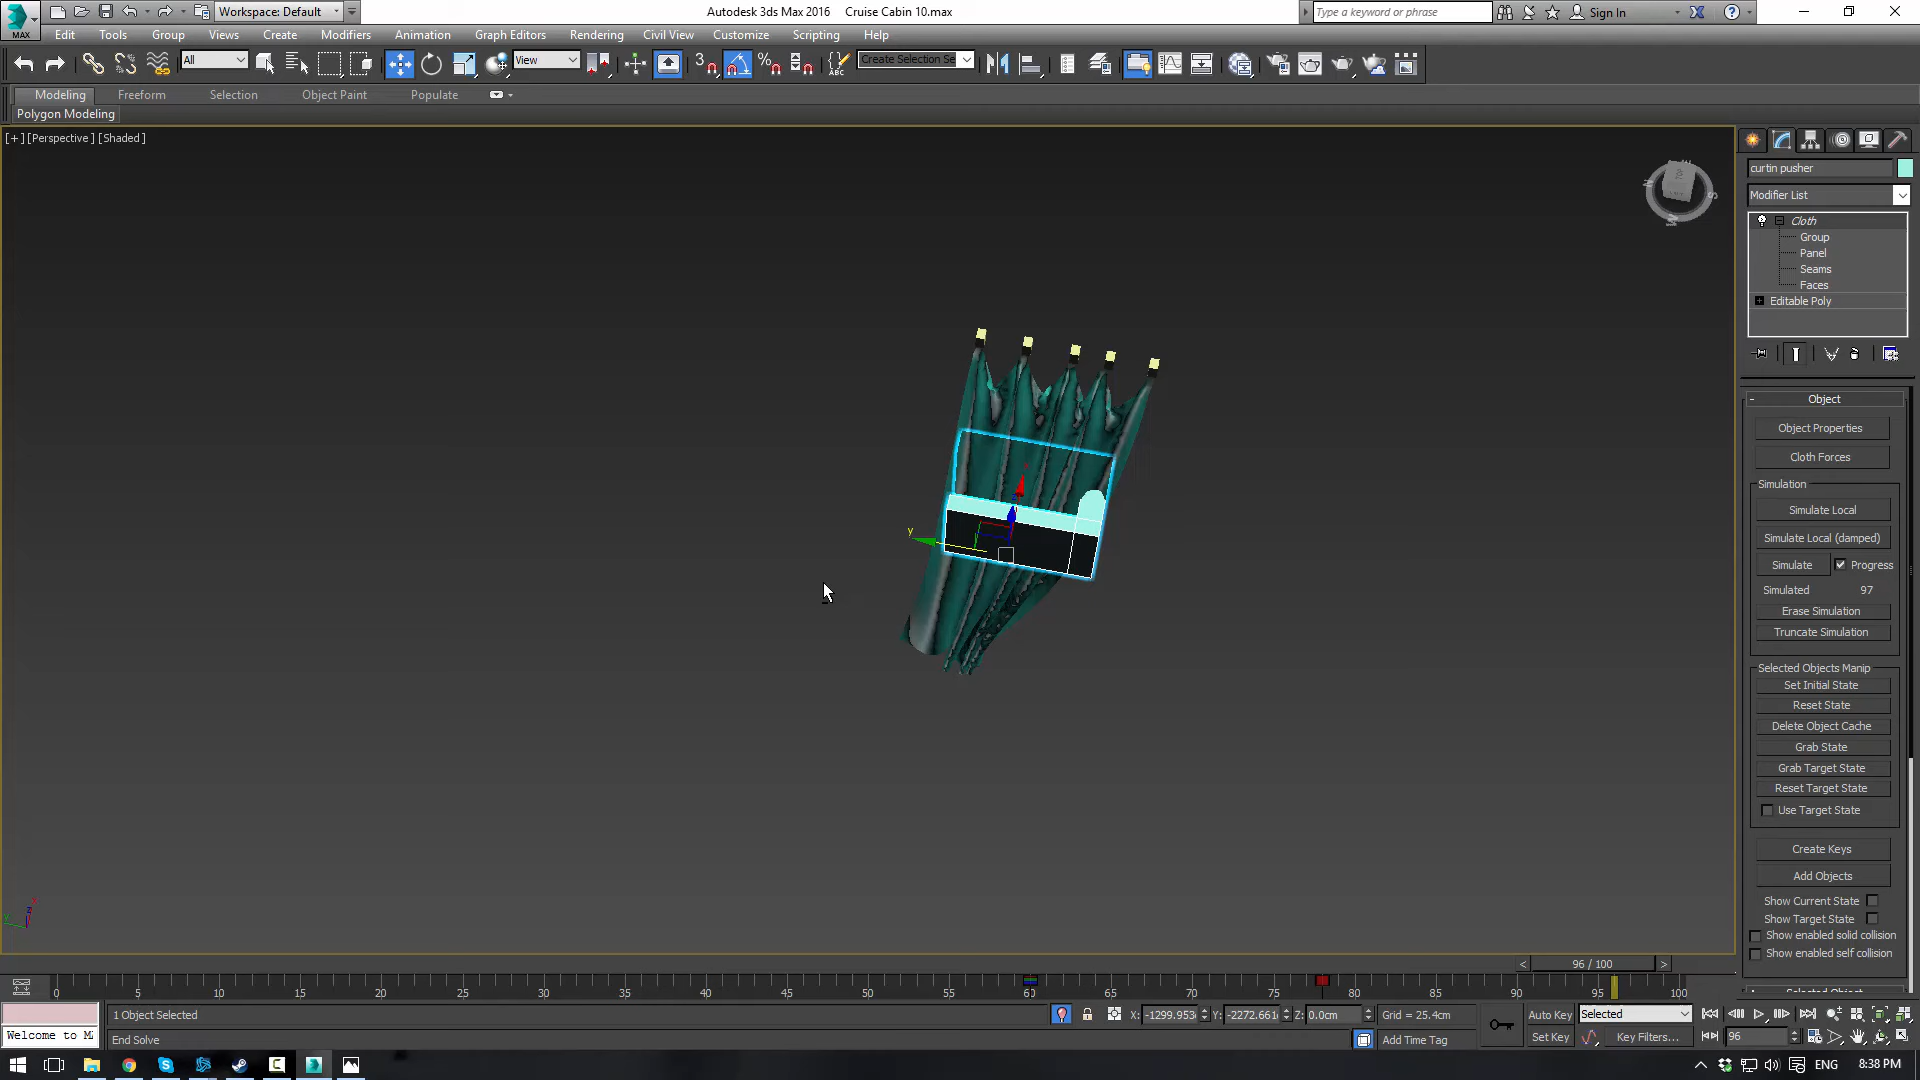 Workspace: Default
Autodesk 3ds Max 2016 Cruise Cabin 10.max
Type a keyword or phrase
Sign In
MAX
Edit Tools Group Views Create Modifiers Animation Graph Editors Rendering Civil View Customize Scripting Help
All
View
3
%
ABC
Create Selection Se
Modeling Freeform Selection Object Paint Populate
Polygon Modeling
[+] [Perspective ] [Shaded ]
curtin pusher
Modifier List
Cloth
Group
Panel
Seams
Faces
Editable Poly
Object
Object Properties
Cloth Forces
Simulation
Simulate Local
Simulate Local (damped)
Simulate Progress
Simulated 97
Erase Simulation
Truncate Simulation
Selected Objects Manip
Set Initial State
Reset State
Delete Object Cache
Grab State
Grab Target State
Reset Target State
Use Target State
Create Keys
Add Objects
Show Current State
Show Target State
Show enabled solid collision
Show enabled self collision
y
< 96 / 100 >
0 5 10 15 20 25 30 35 40 45 50 55 60 65 70 75 80 85 90 95 100
1 Object Selected
X: -1299.953 Y: -2272.661 Z: 0.0cm Grid = 25.4cm
Auto Key Selected
Welcome to M
End Solve
Add Time Tag
Set Key Key Filters... 96
ENG 8:38 PM